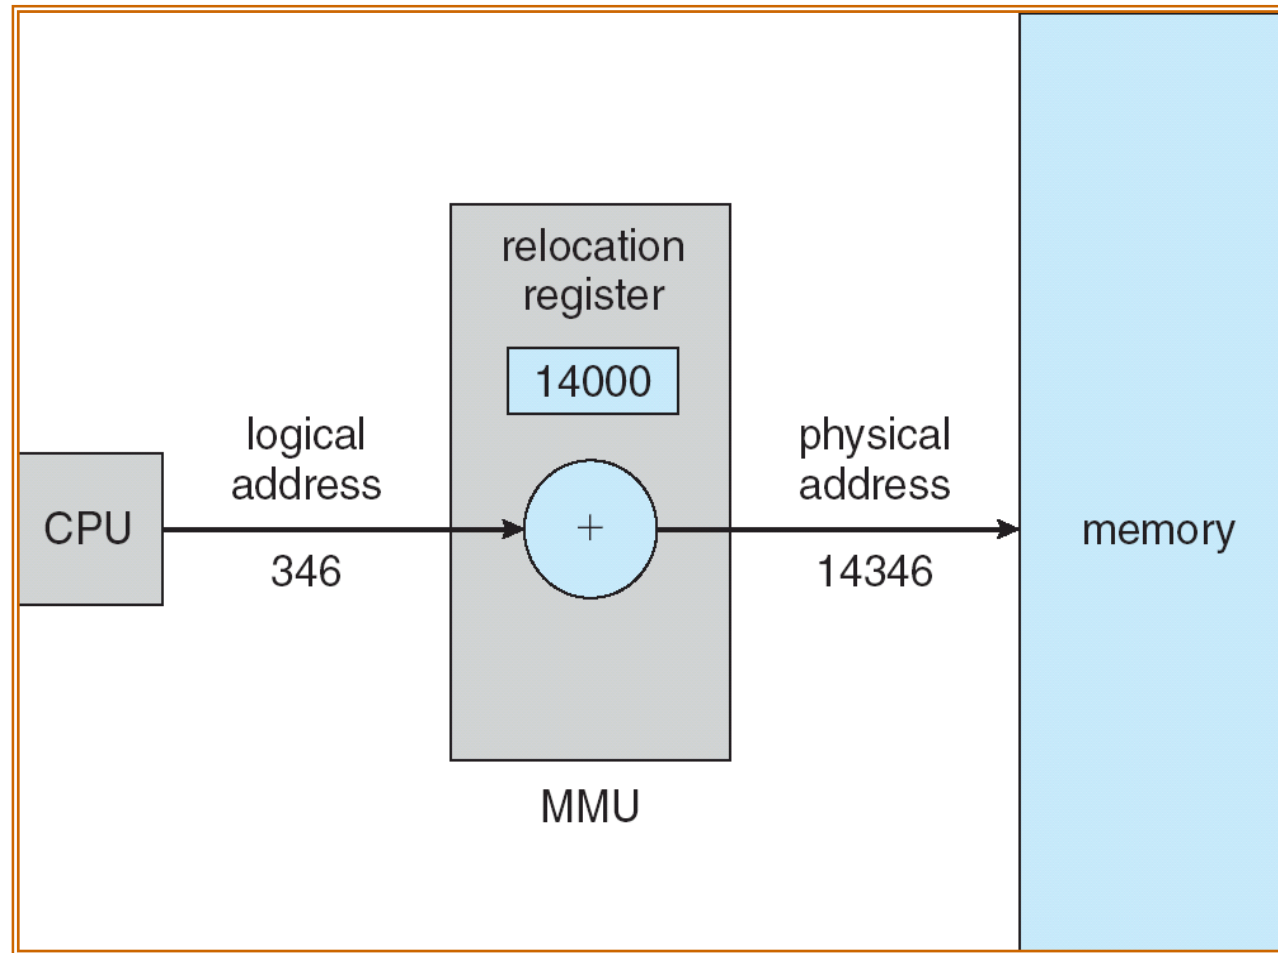 relocation
register
14000
logical
address
physical
address
CPU
+
memory
346
14346
MMU